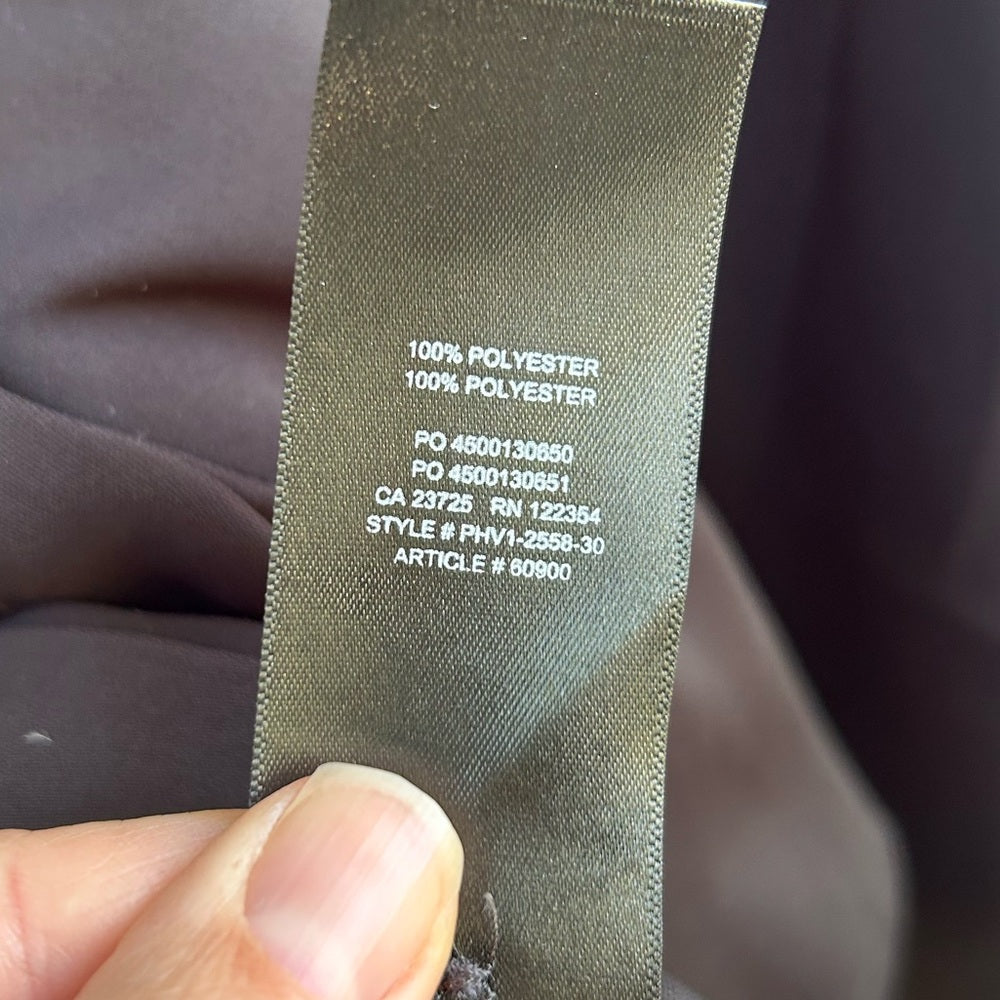 100% POLYESTER
100% POLYESTER
PO 4500130650
PO 4500130651
CA 23725 RN 122354
STYLE # PHV1-2558-30
ARTICLE # 60900